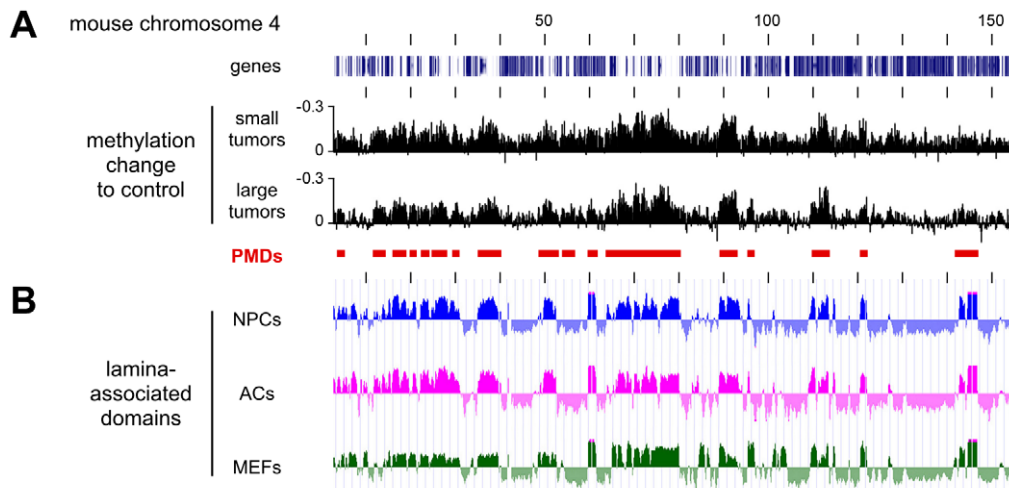 A
mouse chromosome 4
50
100
150
genes
methylation
change
to control
small
tumors
-0.3
0
large
tumors
-0.3
0
PMDs
B
lamina-
associated
domains
NPCs
ACs
MEFs